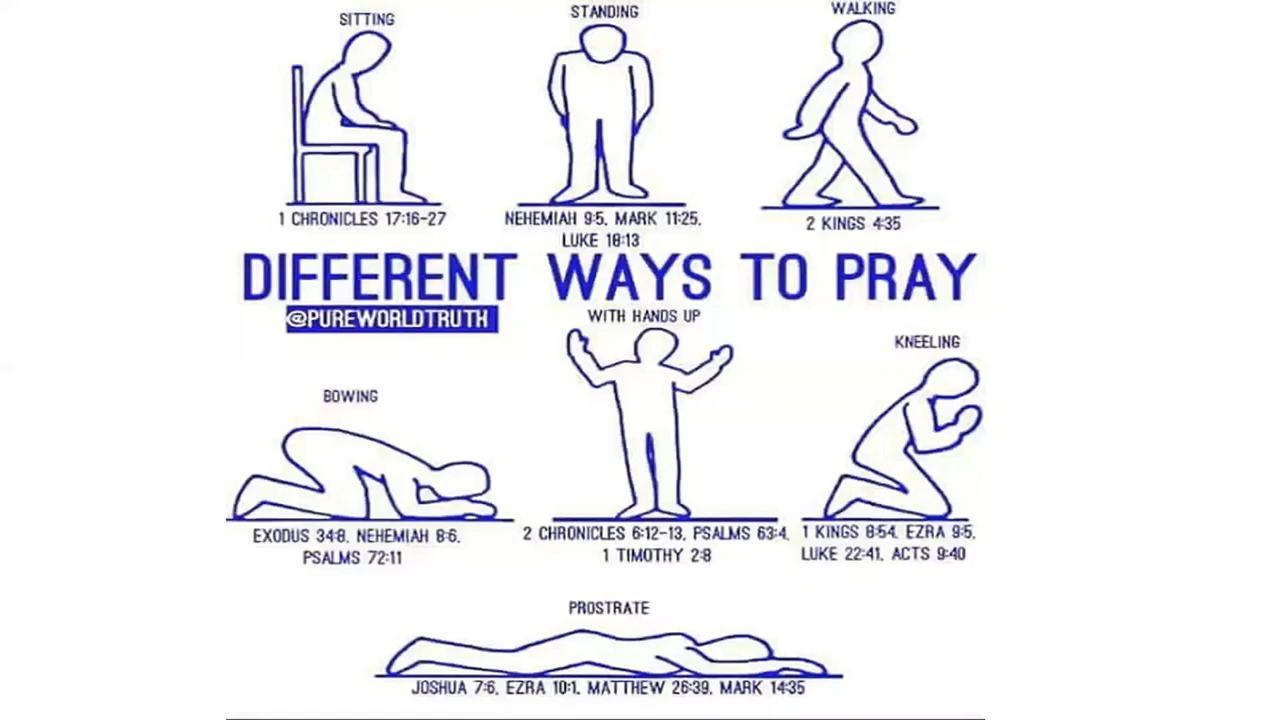 SITTING
STANDING
WALKING
1 CHRONICLES 17:16-27
NEHEMIAH 9:5, MARK 11:25,
LUKE 18:13
2 KINGS 4:35
DIFFERENT WAYS TO PRAY
@PUREWORLDTRUTH
WITH HANDS UP
KNEELING
BOWING
EXODUS 34:8, NEHEMIAH 8:6,
PSALMS 72:11
2 CHRONICLES 6:12-13, PSALMS 63:4,
1 TIMOTHY 2:8
1 KINGS 8:54, EZRA 9:5,
LUKE 22:41, ACTS 9:40
PROSTRATE
JOSHUA 7:6, EZRA 10:1, MATTHEW 26:39, MARK 14:35